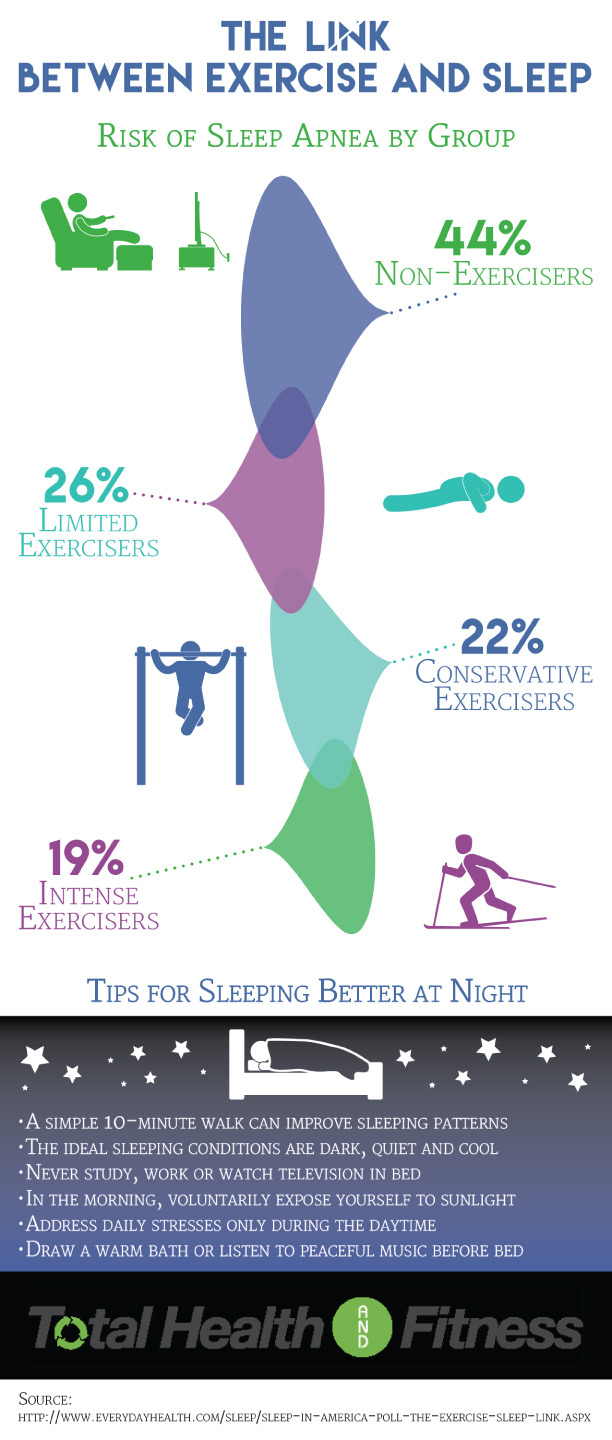 THE LINK
BETWEEN EXERCISE AND SLEEP
RISK OF SLEEP APNEA BY GROUP
44%
NON-EXERCISERS
26%
LIMITED
EXERCISERS
22%
CONSERVATIVE
EXERCISERS
19%
INTENSE
EXERCISERS
TIPS FOR SLEEPING BETTER AT NIGHT
·A SIMPLE 10-MINUTE WALK CAN IMPROVE SLEEPING PATTERNS
·THE IDEAL SLEEPING CONDITIONS ARE DARK, QUIET AND COOL
·NEVER STUDY, WORK OR WATCH TELEVISION IN BED
·IN THE MORNING, VOLUNTARILY EXPOSE YOURSELF TO SUNLIGHT
·ADDRESS DAILY STRESSES ONLY DURING THE DAYTIME
·DRAW A WARM BATH OR LISTEN TO PEACEFUL MUSIC BEFORE BED
Total Health AND Fitness
SOURCE:
HTTP://WWW.EVERYDAYHEALTH.COM/SLEEP/SLEEP-IN-AMERICA-POLL-THE-EXERCISE-SLEEP-LINK.ASPX